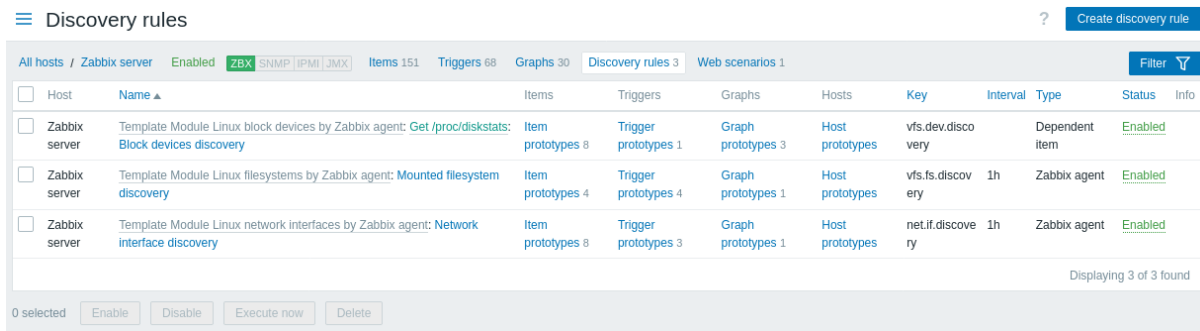 Discovery rules ? Create discovery rule
All hosts / Zabbix server Enabled ZBX SNMP IPMI JMX Items 151 Triggers 68 Graphs 30 Discovery rules 3 Web scenarios 1 Filter
Host Name Items Triggers Graphs Hosts Key Interval Type Status Info
Zabbix Template Module Linux block devices by Zabbix agent: Get /proc/diskstats: Item Trigger Graph Host vfs.dev.disco Dependent Enabled
server Block devices discovery prototypes 8 prototypes 1 prototypes 3 prototypes very item
Zabbix Template Module Linux filesystems by Zabbix agent: Mounted filesystem Item Trigger Graph Host vfs.fs.discov 1h Zabbix agent Enabled
server discovery prototypes 4 prototypes 4 prototypes 1 prototypes ery
Zabbix Template Module Linux network interfaces by Zabbix agent: Network Item Trigger Graph Host net.if.discove 1h Zabbix agent Enabled
server interface discovery prototypes 8 prototypes 3 prototypes 1 prototypes ry
Displaying 3 of 3 found
0 selected Enable Disable Execute now Delete